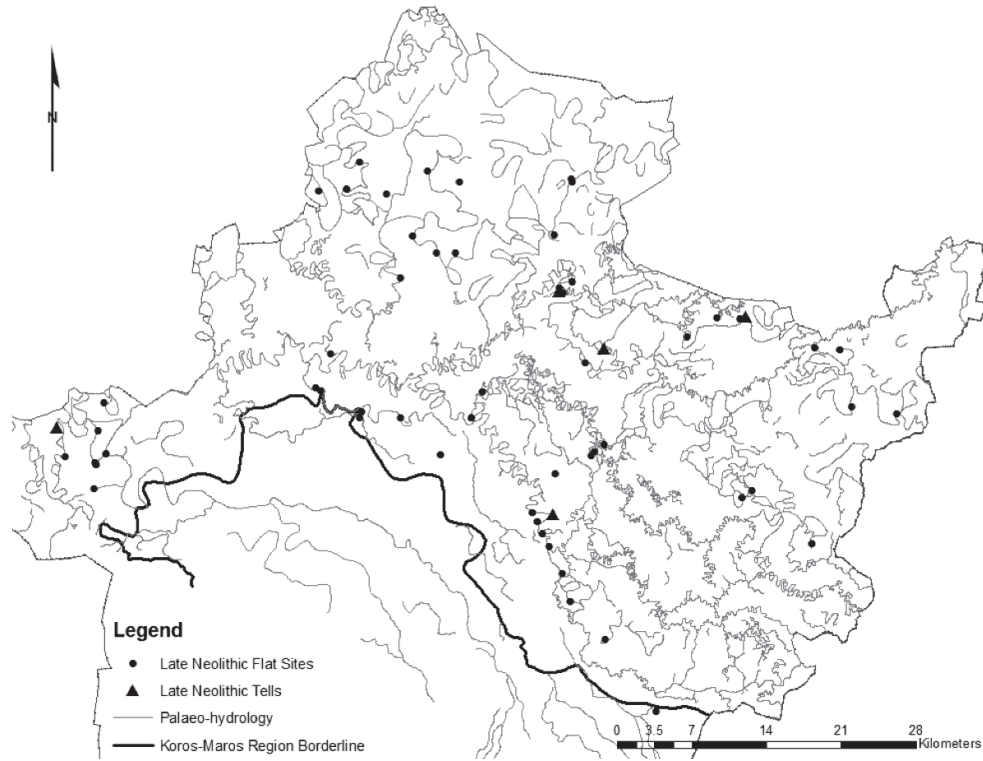 N
Legend
Late Neolithic Flat Sites
Late Neolithic Tells
Palaeo-hydrology
Koros-Maros Region Borderline
0 3.5 7 14 21 28
Kilometers